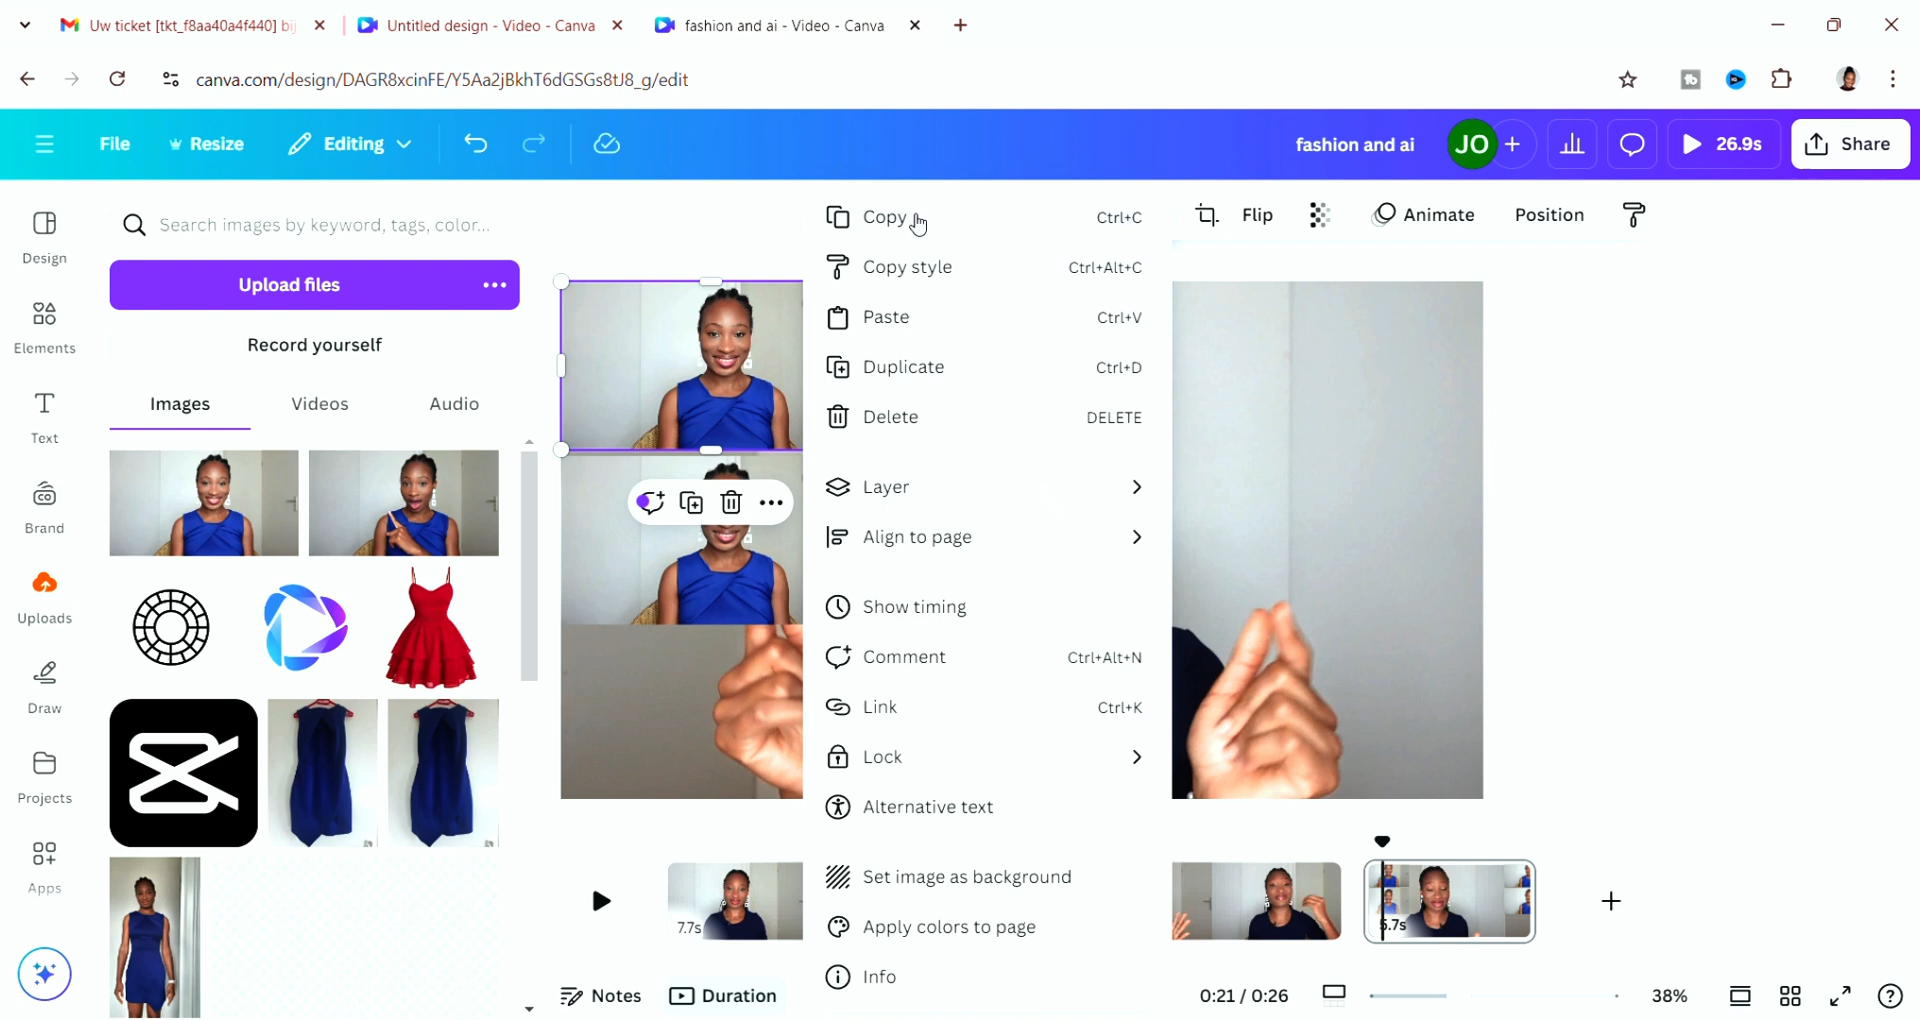 Uw ticket [tkt_f8aa40a4f440] bij
Untitled design - Video - Canva
fashion and ai - Video - Canva
canva.com/design/DAGR8xcinFE/Y5Aa2jBkhT6dGSGs8tJ8_g/edit
File
Resize
Editing
fashion and ai
JO
26.9s
Share
Design
Elements
Text
Brand
Uploads
Draw
Projects
Apps
Search images by keyword, tags, color...
Upload files
Record yourself
Images
Videos
Audio
Copy Ctrl+C
Copy style Ctrl+Alt+C
Paste Ctrl+V
Duplicate Ctrl+D
Delete DELETE
Layer
Align to page
Show timing
Comment Ctrl+Alt+N
Link Ctrl+K
Lock
Alternative text
Set image as background
Apply colors to page
Info
Flip
Animate
Position
7.7s
5.7s
Notes
Duration
0:21 / 0:26
38%